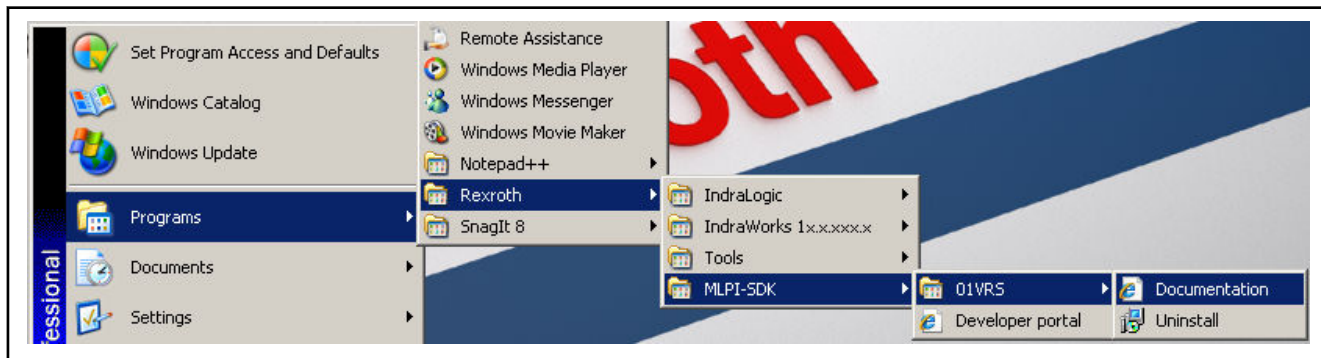 Set Program Access and Defaults
Windows Catalog
Windows Update
Programs
Documents
Settings
fessional
Remote Assistance
Windows Media Player
Windows Messenger
Windows Movie Maker
Notepad++
Rexroth
SnagIt 8
oth
IndraLogic
IndraWorks 1x.x.xxx.x
Tools
MLPI-SDK
01VRS
Developer portal
Documentation
Uninstall